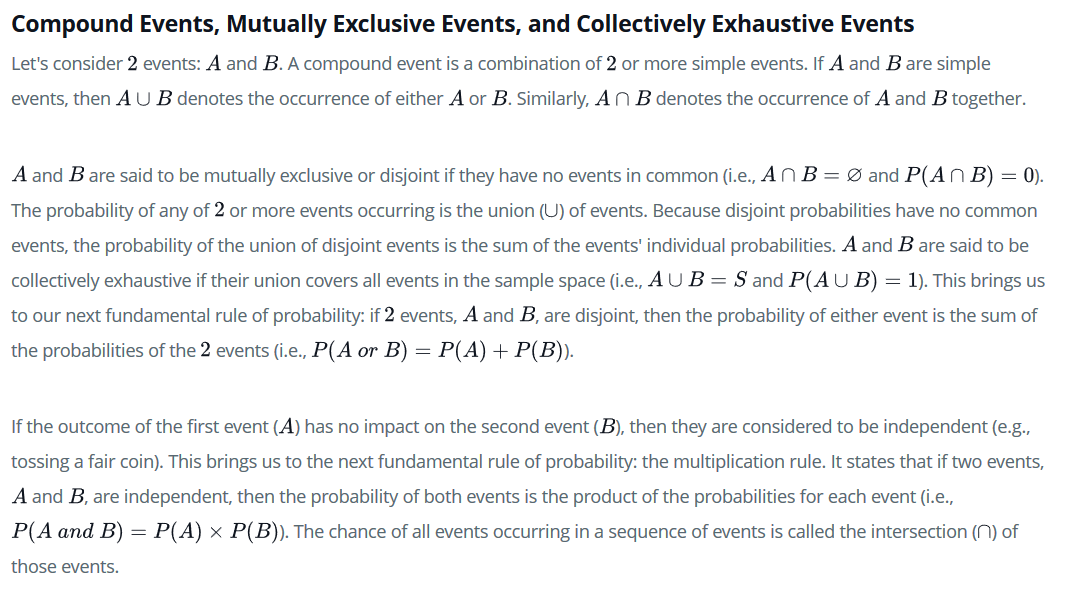 Compound Events, Mutually Exclusive Events, and Collectively Exhaustive Events
Let's consider 2 events: A and B. A compound event is a combination of 2 or more simple events. If A and B are simple
events, then A ∪ B denotes the occurrence of either A or B. Similarly, A ∩ B denotes the occurrence of A and B together.
A and B are said to be mutually exclusive or disjoint if they have no events in common (i.e., A ∩ B = ∅ and P(A ∩ B) = 0).
The probability of any of 2 or more events occurring is the union (∪) of events. Because disjoint probabilities have no common
events, the probability of the union of disjoint events is the sum of the events' individual probabilities. A and B are said to be
collectively exhaustive if their union covers all events in the sample space (i.e., A ∪ B = S and P(A ∪ B) = 1). This brings us
to our next fundamental rule of probability: if 2 events, A and B, are disjoint, then the probability of either event is the sum of
the probabilities of the 2 events (i.e., P(A or B) = P(A) + P(B)).
If the outcome of the first event (A) has no impact on the second event (B), then they are considered to be independent (e.g.,
tossing a fair coin). This brings us to the next fundamental rule of probability: the multiplication rule. It states that if two events,
A and B, are independent, then the probability of both events is the product of the probabilities for each event (i.e.,
P(A and B) = P(A) × P(B)). The chance of all events occurring in a sequence of events is called the intersection (∩) of
those events.